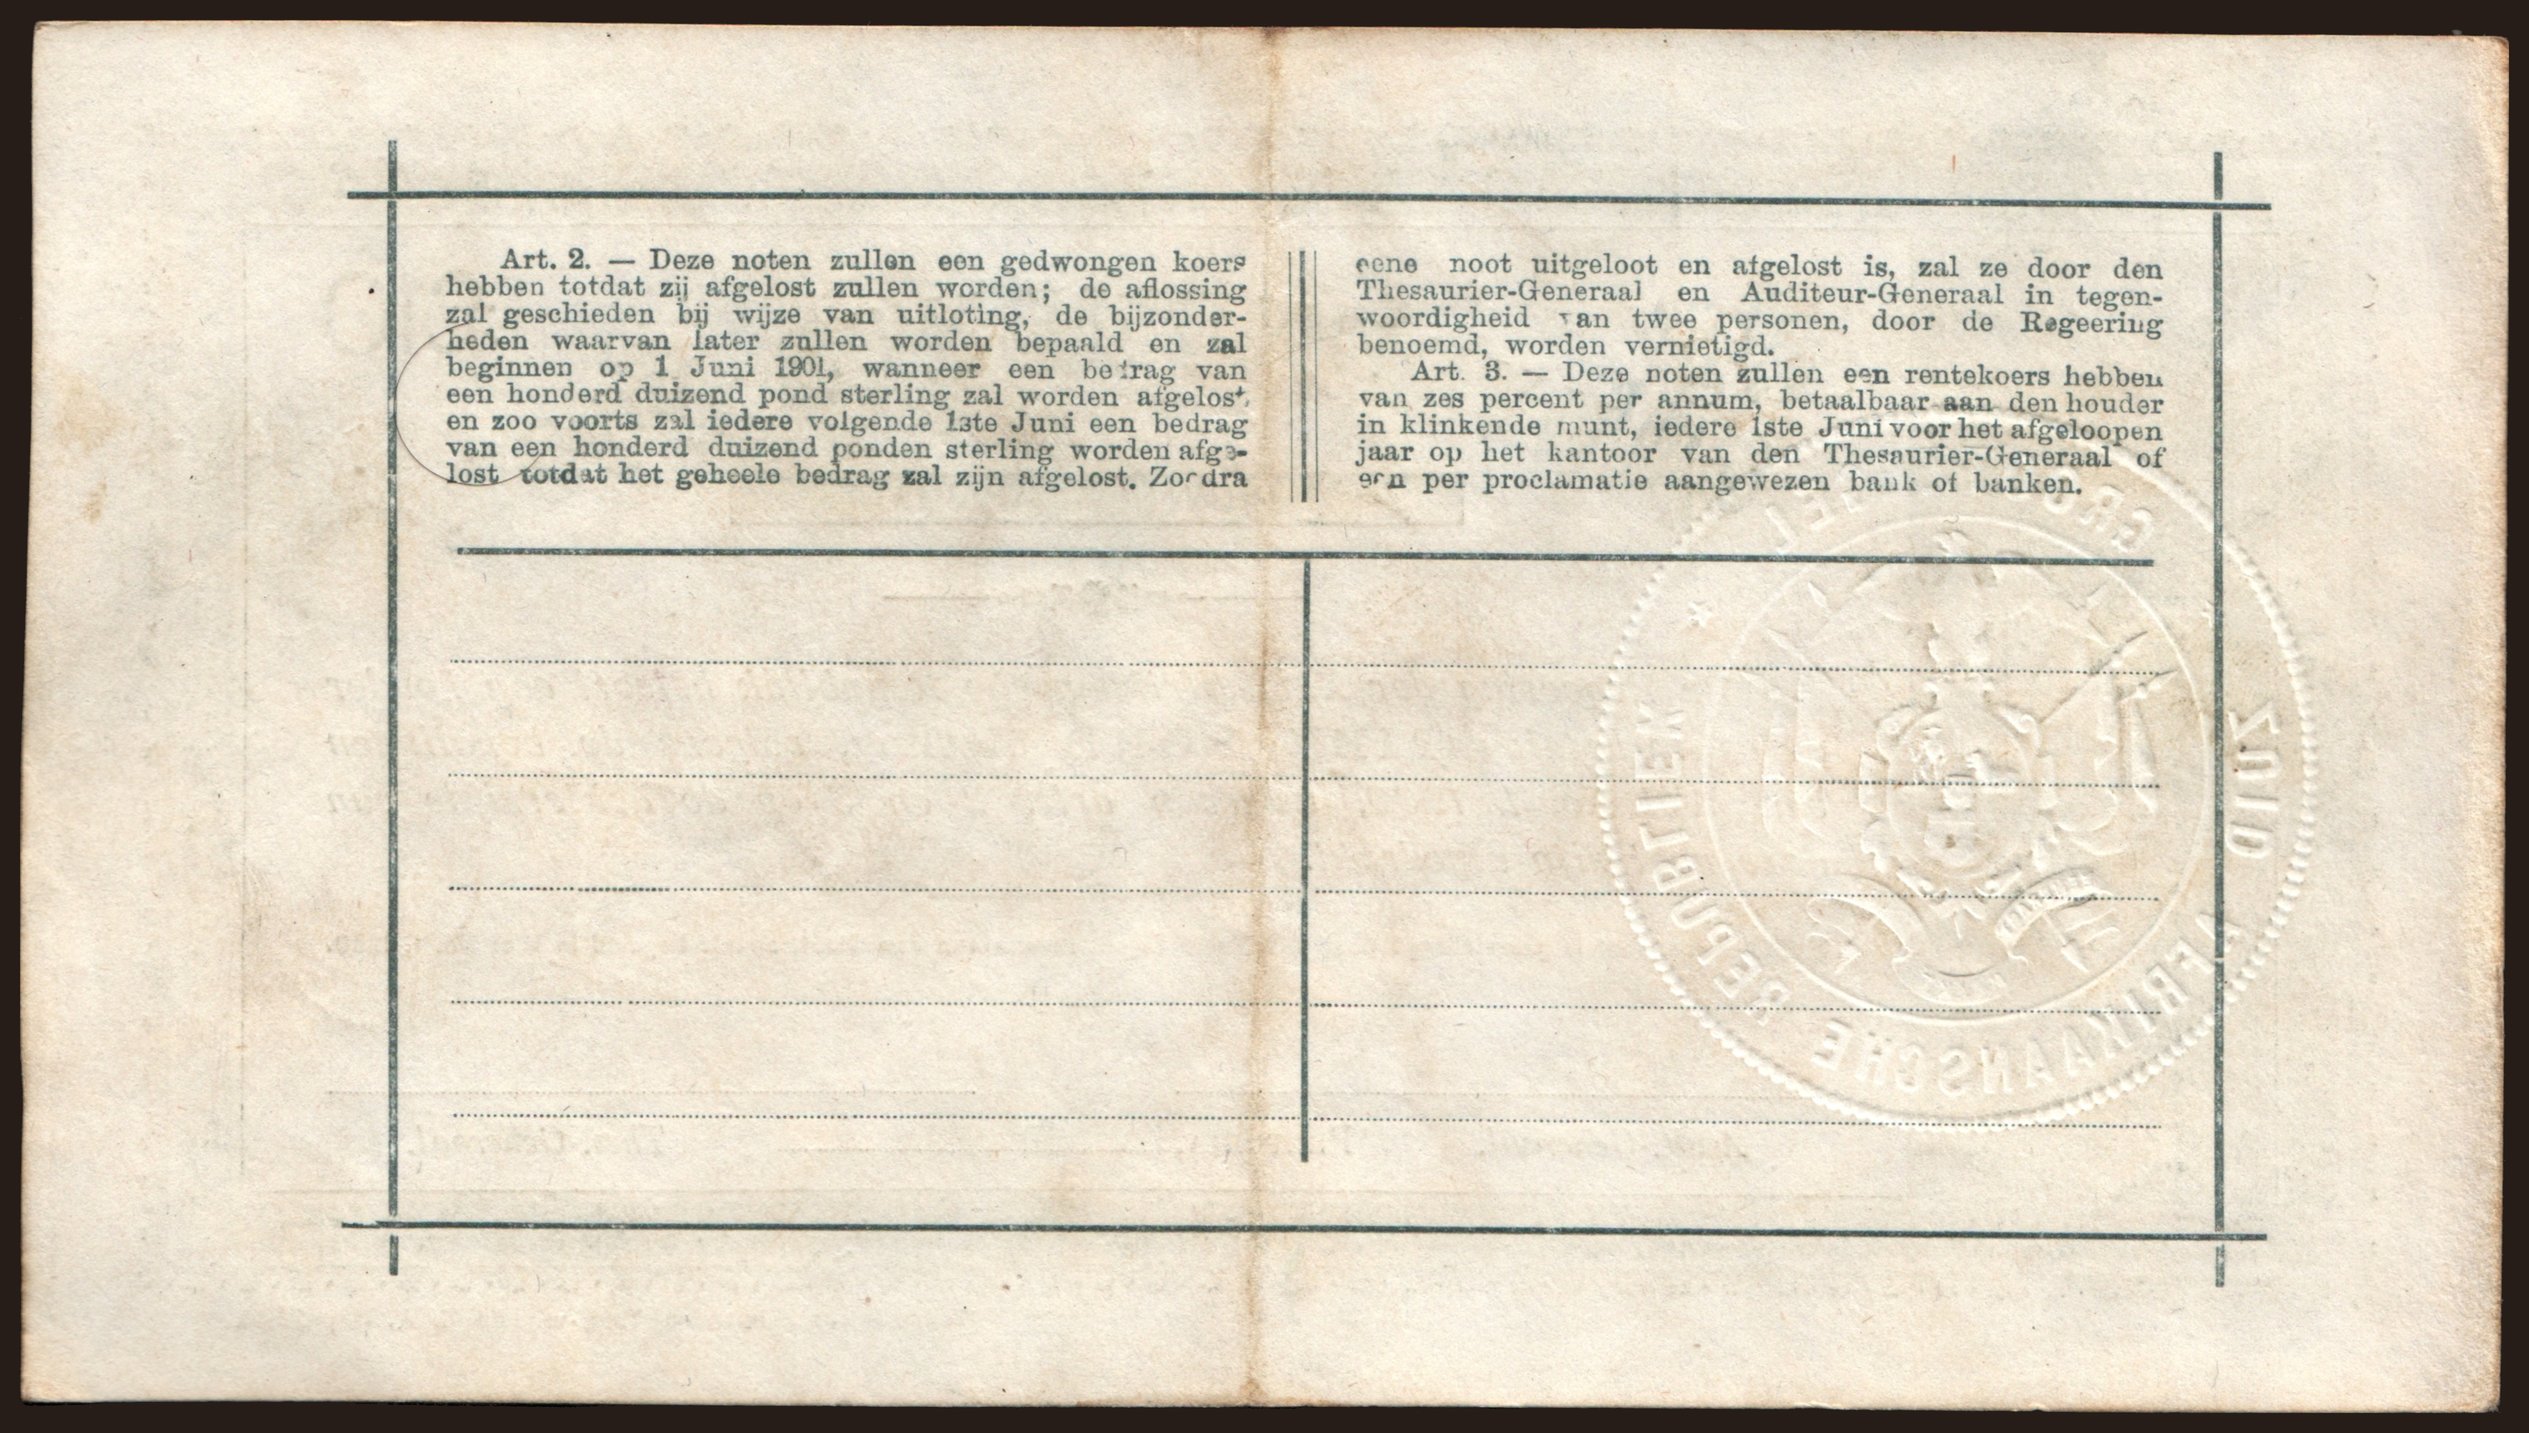 Art. 2. — Deze noten zullen een gedwongen koers
hebben totdat zij afgelost zullen worden; de aflossing
zal geschieden bij wijze van uitloting, de bijzonder-
heden waarvan later zullen worden bepaald en zal
beginnen op 1 Juni 1901, wanneer een betrag van
een honderd duizend pond sterling zal worden afgelost,
en zoo voorts zal iedere volgende 1ste Juni een bedrag
van een honderd duizend ponden sterling worden afge-
lost totdat het geheele bedrag zal zijn afgelost. Zoodra
eene noot uitgeloot en afgelost is, zal ze door den
Thesaurier-Generaal en Auditeur-Generaal in tegen-
woordigheid van twee personen, door de Regeering
benoemd, worden vernietigd.
Art. 3. — Deze noten zullen een rentekoers hebben
van zes percent per annum, betaalbaar aan den houder
in klinkende munt, iedere 1ste Juni voor het afgeloopen
jaar op het kantoor van den Thesaurier-Generaal of
een per proclamatie aangewezen bank of banken.
ZUID AFRIKAANSCHE REPUBLIEK